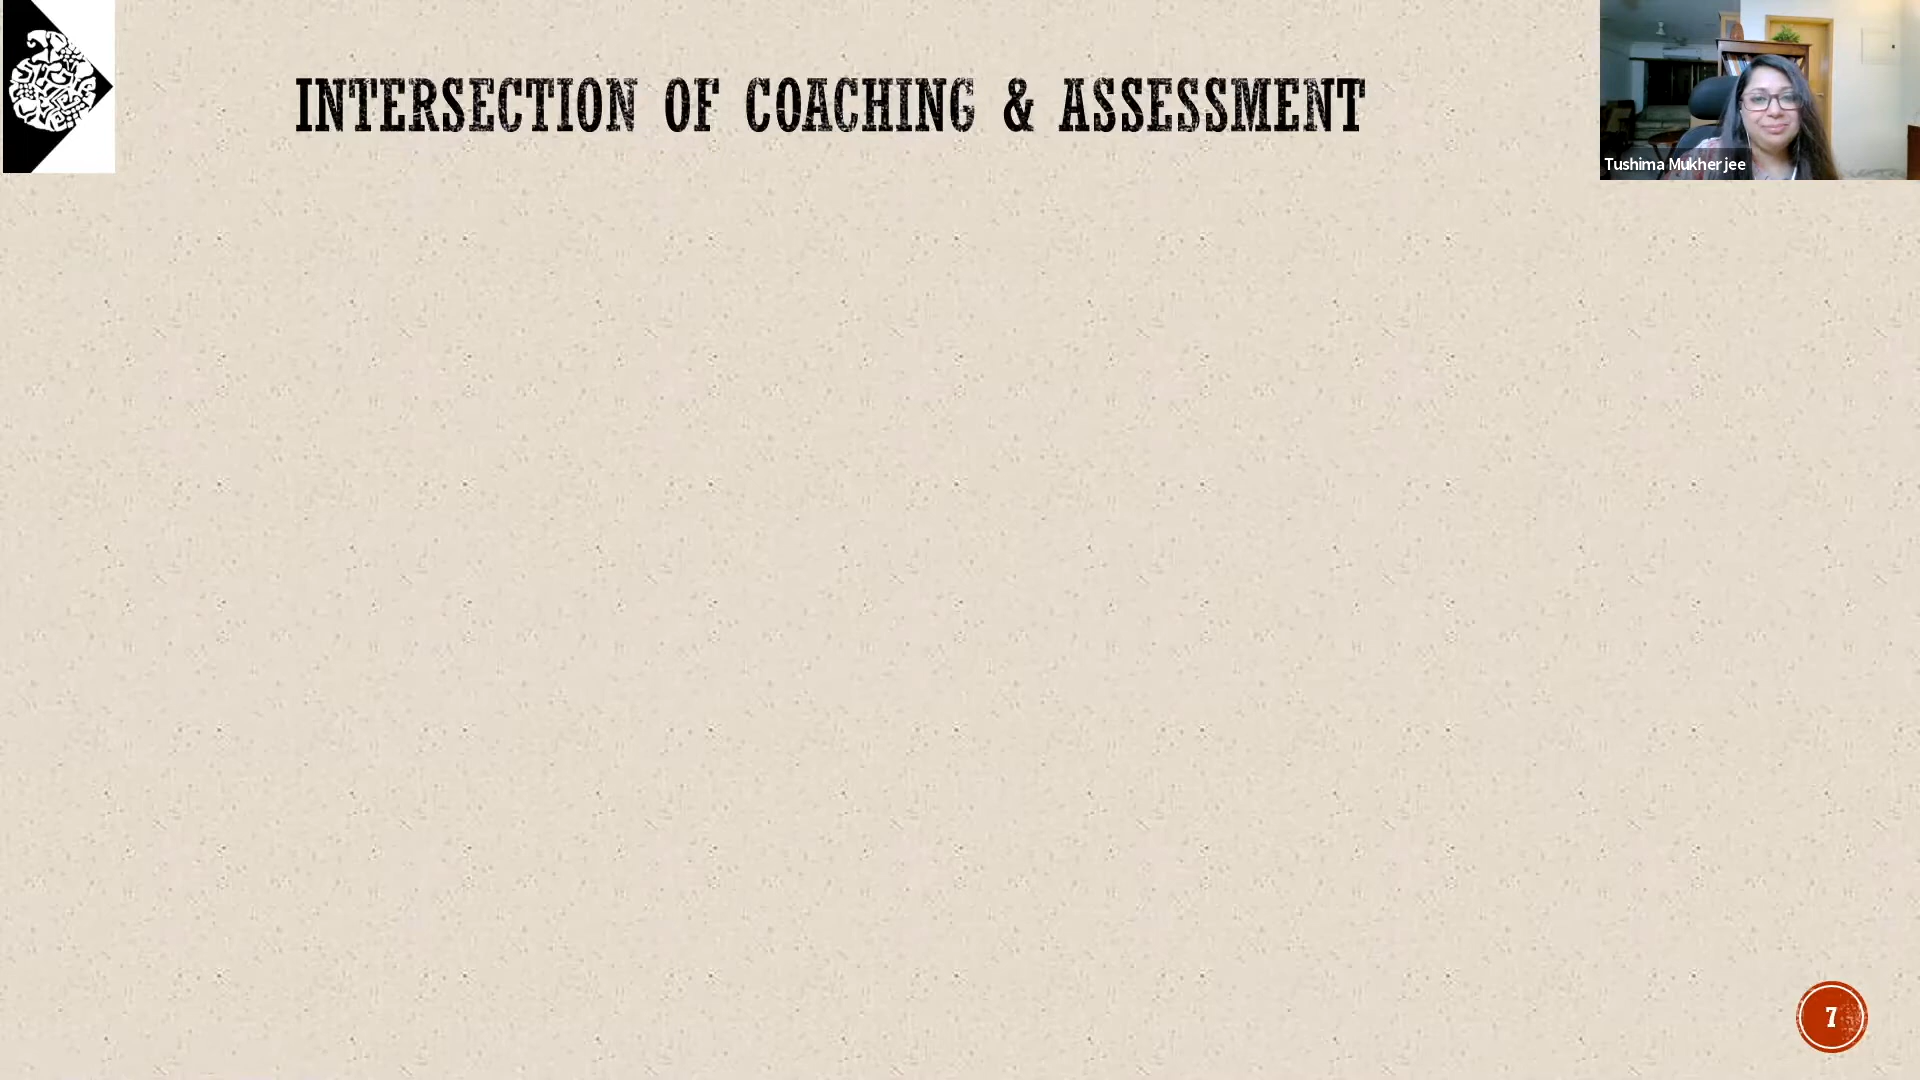 INTERSECTION OF COACHING & ASSESSMENT
Tushima Mukherjee
7